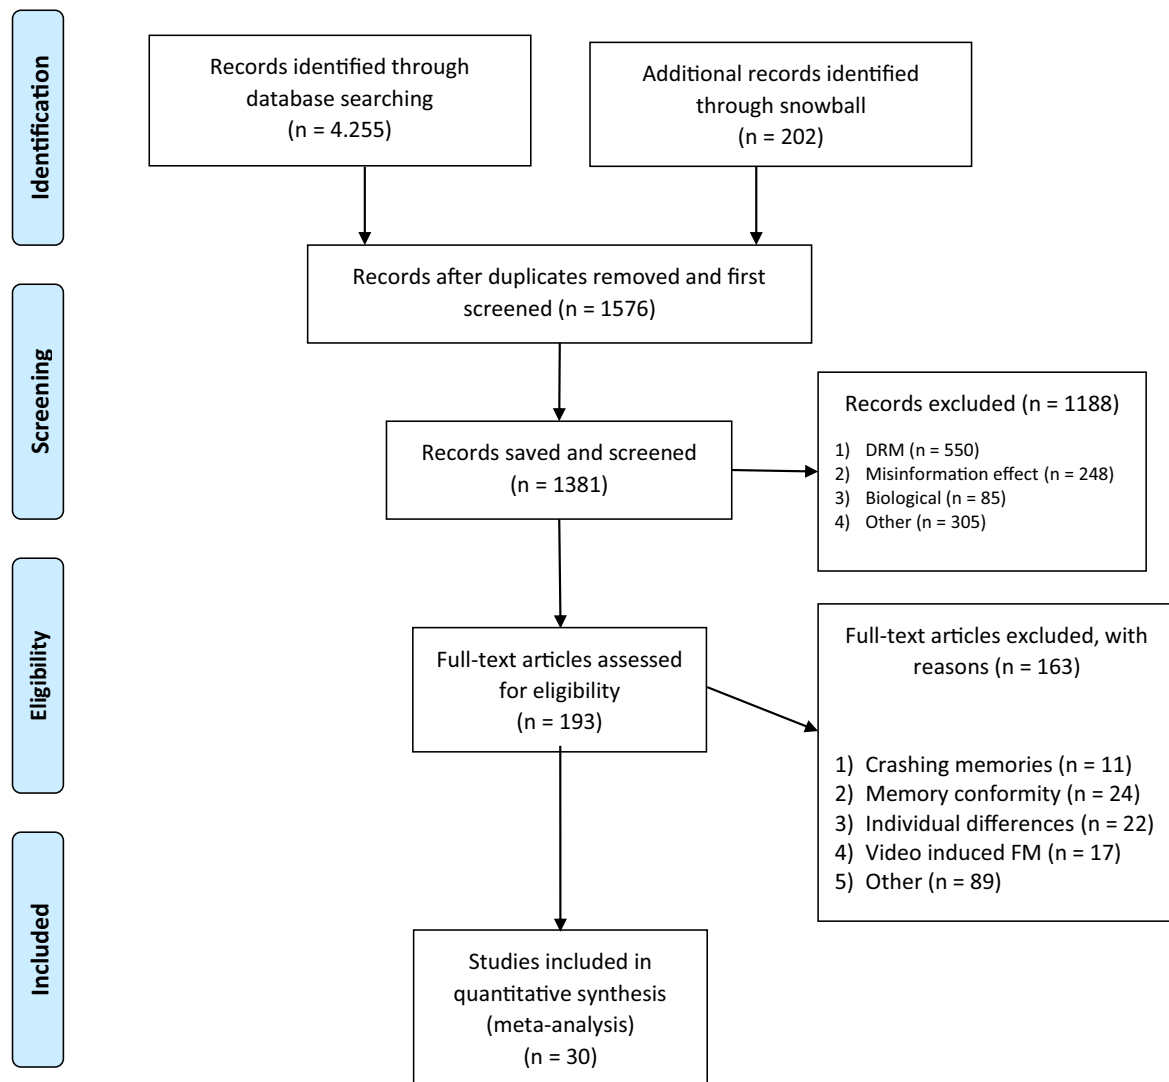 Identification
Records identified through
database searching
(n = 4.255)
Additional records identified
through snowball
(n = 202)
Records after duplicates removed and first
screened (n = 1576)
Screening
Records saved and screened
(n = 1381)
Records excluded (n = 1188)
1) DRM (n = 550)
2) Misinformation effect (n = 248)
3) Biological (n = 85)
4) Other (n = 305)
Eligibility
Full-text articles assessed
for eligibility
(n = 193)
Full-text articles excluded, with
reasons (n = 163)
1) Crashing memories (n = 11)
2) Memory conformity (n = 24)
3) Individual differences (n = 22)
4) Video induced FM (n = 17)
5) Other (n = 89)
Included
Studies included in
quantitative synthesis
(meta-analysis)
(n = 30)